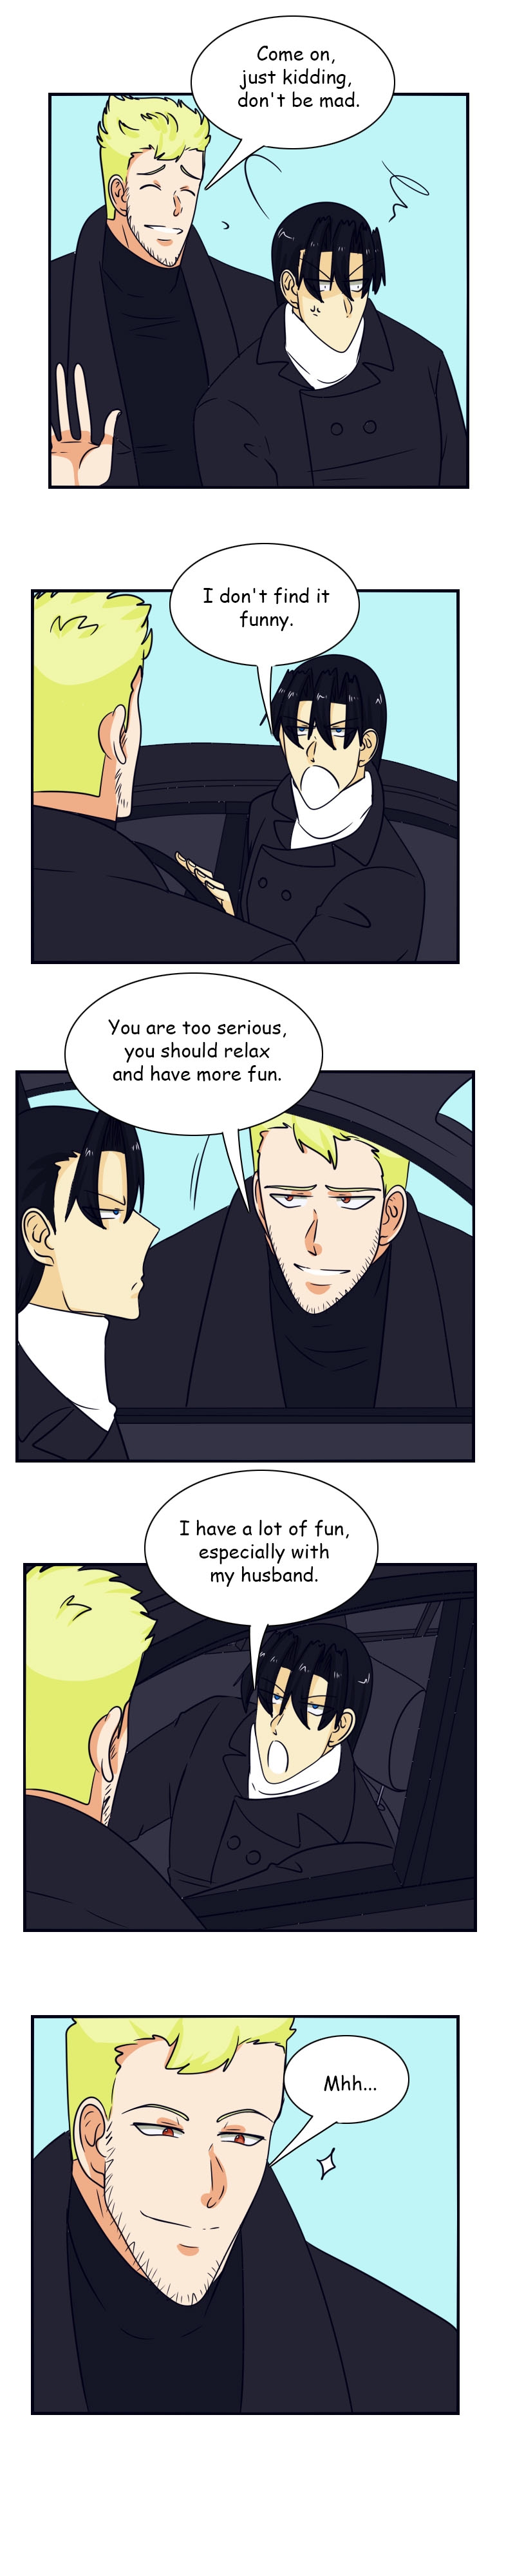 Come on,
just kidding,
don't be mad.
I don't find it
funny.
You are too serious,
you should relax
and have more fun.
I have a lot of fun,
especially with
my husband.
Mhh...